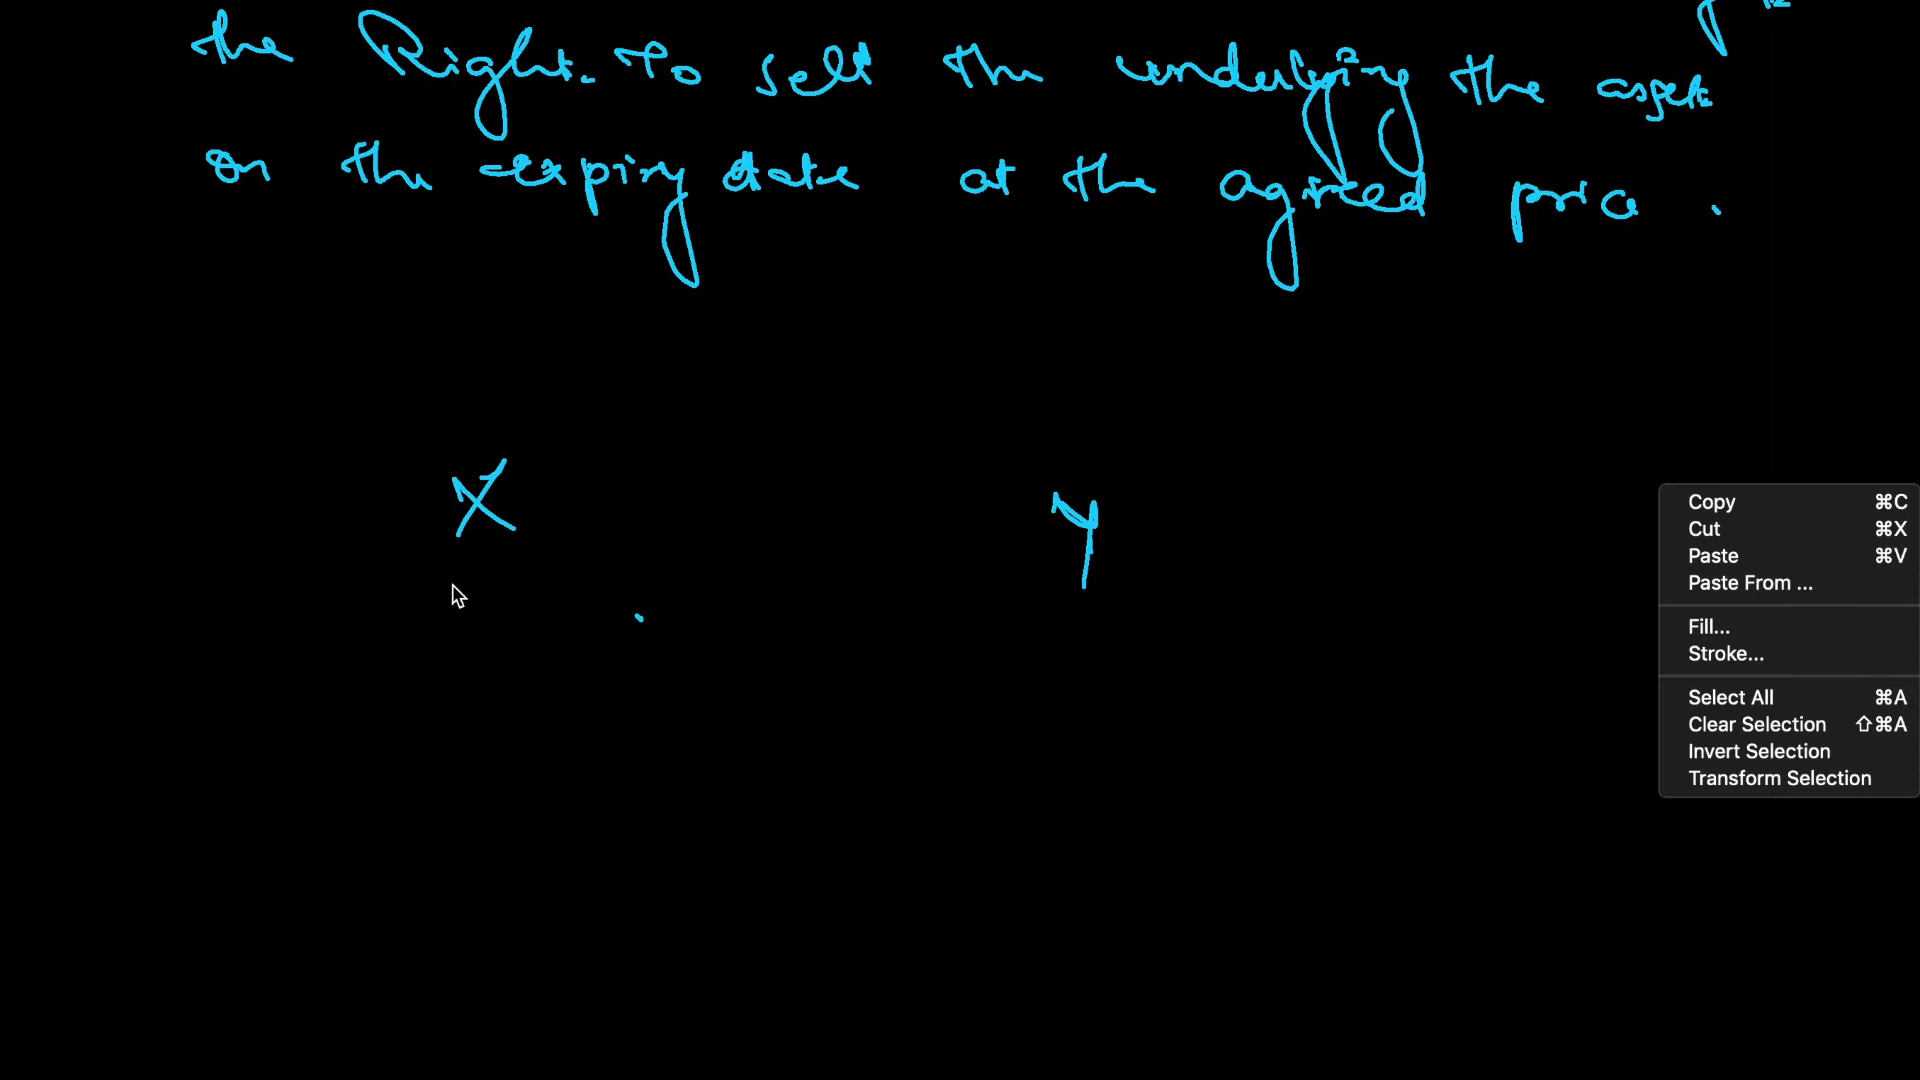 the Right. To sell the underlying the asset
on the expiry date at the agreed price.
X Y
Copy ⌘C
Cut ⌘X
Paste ⌘V
Paste From ...
Fill...
Stroke...
Select All ⌘A
Clear Selection ⇧⌘A
Invert Selection
Transform Selection